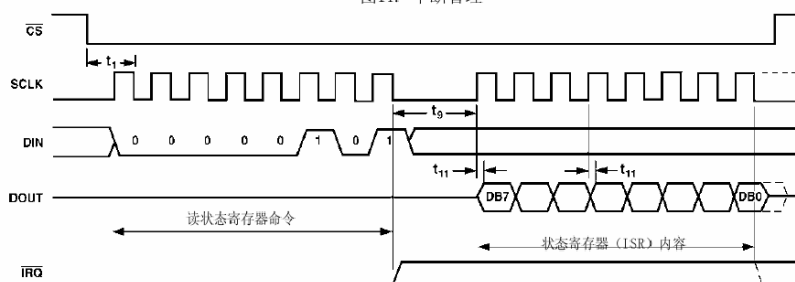 CS
t1
SCLK
t9
DIN 0 0 0 0 0 1 0 1
t11 t11
DOUT DB7 DB0
读状态寄存器命令
状态寄存器（ISR）内容
IRQ